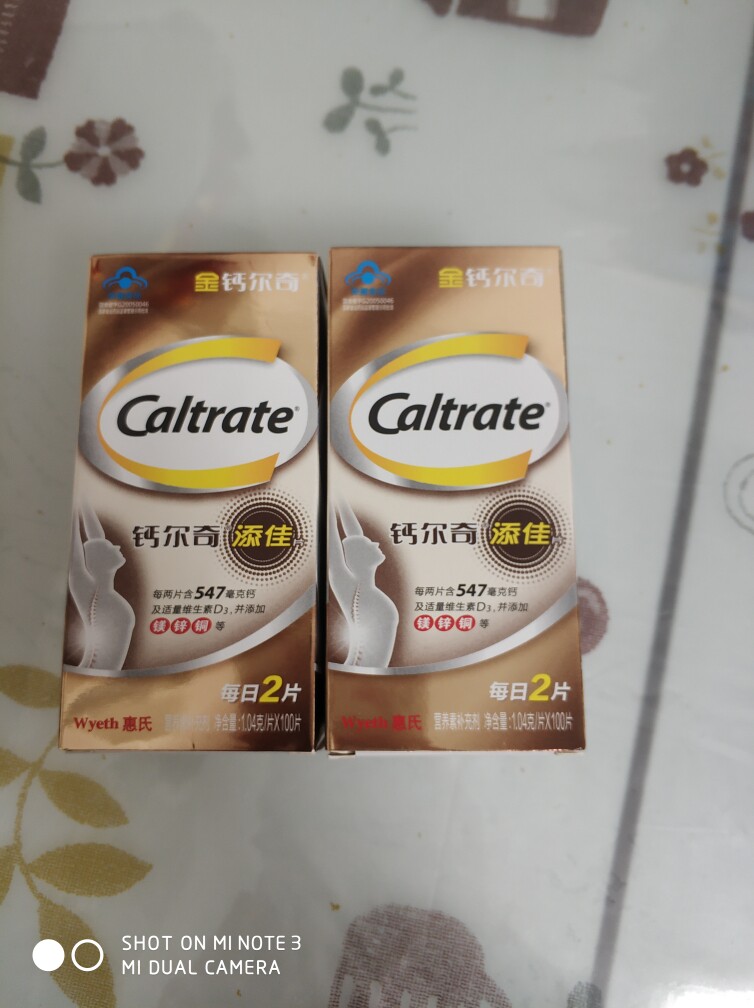 金钙尔奇®
Caltrate®
钙尔奇 添佳片
每两片含547毫克钙
及适量维生素D3,并添加
镁 锌 铜 等
每日2片
Wyeth 惠氏 营养素补充剂 净含量:1.04克/片X100片
金钙尔奇®
Caltrate®
钙尔奇® 添佳片
每两片含547毫克钙
及适量维生素D3,并添加
镁 锌 铜 等
每日2片
Wyeth 惠氏 营养素补充剂 净含量:1.04克/片X100片
SHOT ON MI NOTE 3
MI DUAL CAMERA